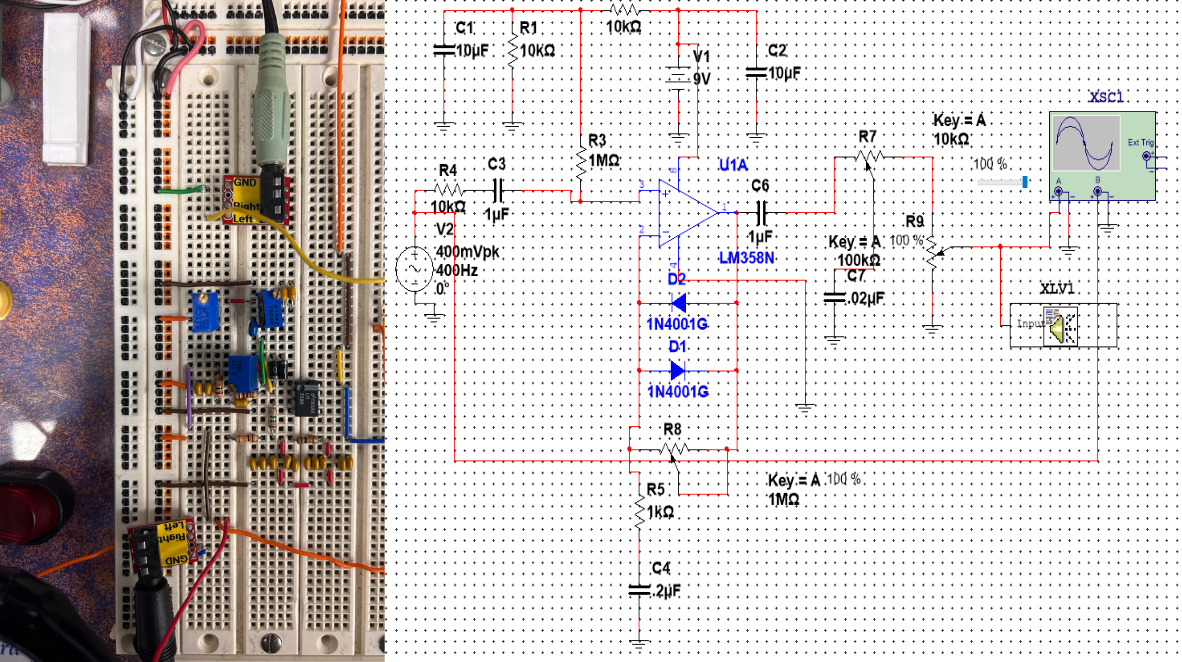 GND
Right
Left
Left
Right
GND
C1
10µF
R1
10kΩ
10kΩ
V1
9V
C2
10µF
XSC1
Ext Trig
A
B
Key = A
10kΩ
100 %
R7
R3
1MΩ
U1A
R4
10kΩ
C3
1µF
3
2
8
4
1
C6
1µF
LM358N
R9
100 %
Key = A
100kΩ
V2
400mVpk
400Hz
0°
C7
.02µF
D2
1N4001G
XLV1
Input
D1
1N4001G
R8
Key = A
100 %
1MΩ
R5
1kΩ
C4
.2µF